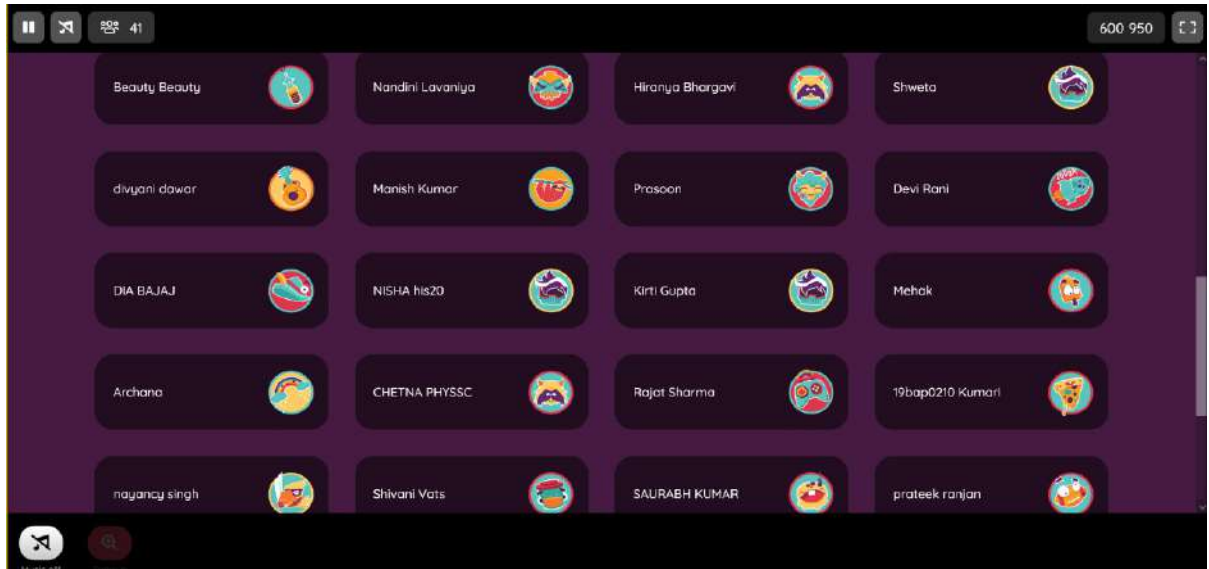 41
600 950
Beauty Beauty
Nandini Lavaniya
Hiranya Bhargavi
Shweta
divyani dawar
Manish Kumar
Prasoon
Devi Rani
DIA BAJAJ
NISHA his20
Kirti Gupta
Mehak
Archana
CHETNA PHYSSC
Rajat Sharma
19bap0210 Kumari
nayancy singh
Shivani Vats
SAURABH KUMAR
prateek ranjan